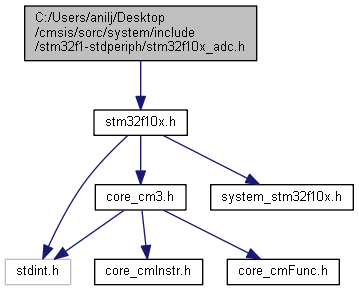 C:/Users/anilj/Desktop
/cmsis/sorc/system/include
/stm32f1-stdperiph/stm32f10x_adc.h
stm32f10x.h
core_cm3.h
system_stm32f10x.h
stdint.h
core_cmInstr.h
core_cmFunc.h